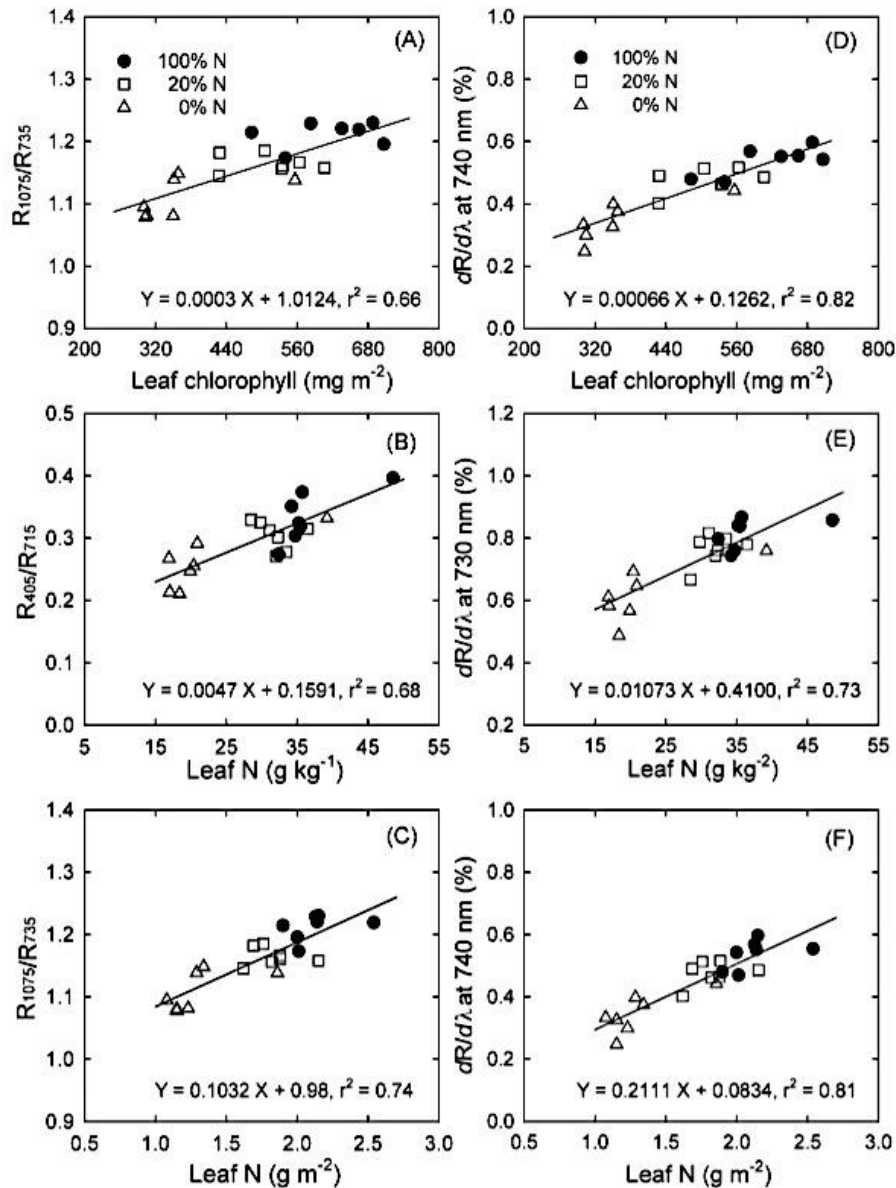 1.4
1.3
1.2
1.1
1.0
0.9
R1075/R735
(A)
100% N
20% N
0% N
Y = 0.0003 X + 1.0124, r² = 0.66
200 320 440 560 680 800
Leaf chlorophyll (mg m⁻²)
1.0
0.8
0.6
0.4
0.2
0.0
dR/dλ at 740 nm (%)
(D)
100% N
20% N
0% N
Y = 0.00066 X + 0.1262, r² = 0.82
200 320 440 560 680 800
Leaf chlorophyll (mg m⁻²)
0.5
0.4
0.3
0.2
0.1
0.0
R405/R715
(B)
Y = 0.0047 X + 0.1591, r² = 0.68
5 15 25 35 45 55
Leaf N (g kg⁻¹)
1.2
1.0
0.8
0.6
0.4
0.2
dR/dλ at 730 nm (%)
(E)
Y = 0.01073 X + 0.4100, r² = 0.73
5 15 25 35 45 55
Leaf N (g kg⁻²)
1.4
1.3
1.2
1.1
1.0
0.9
R1075/R735
(C)
Y = 0.1032 X + 0.98, r² = 0.74
0.5 1.0 1.5 2.0 2.5 3.0
Leaf N (g m⁻²)
1.0
0.8
0.6
0.4
0.2
0.0
dR/dλ at 740 nm (%)
(F)
Y = 0.2111 X + 0.0834, r² = 0.81
0.5 1.0 1.5 2.0 2.5 3.0
Leaf N (g m⁻²)